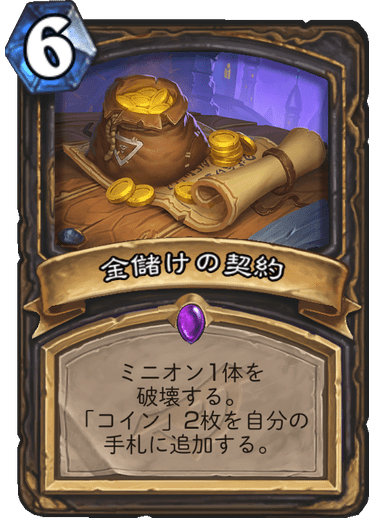 6
金儲けの契約
ミニオン1体を
破壊する。
「コイン」2枚を自分の
手札に追加する。